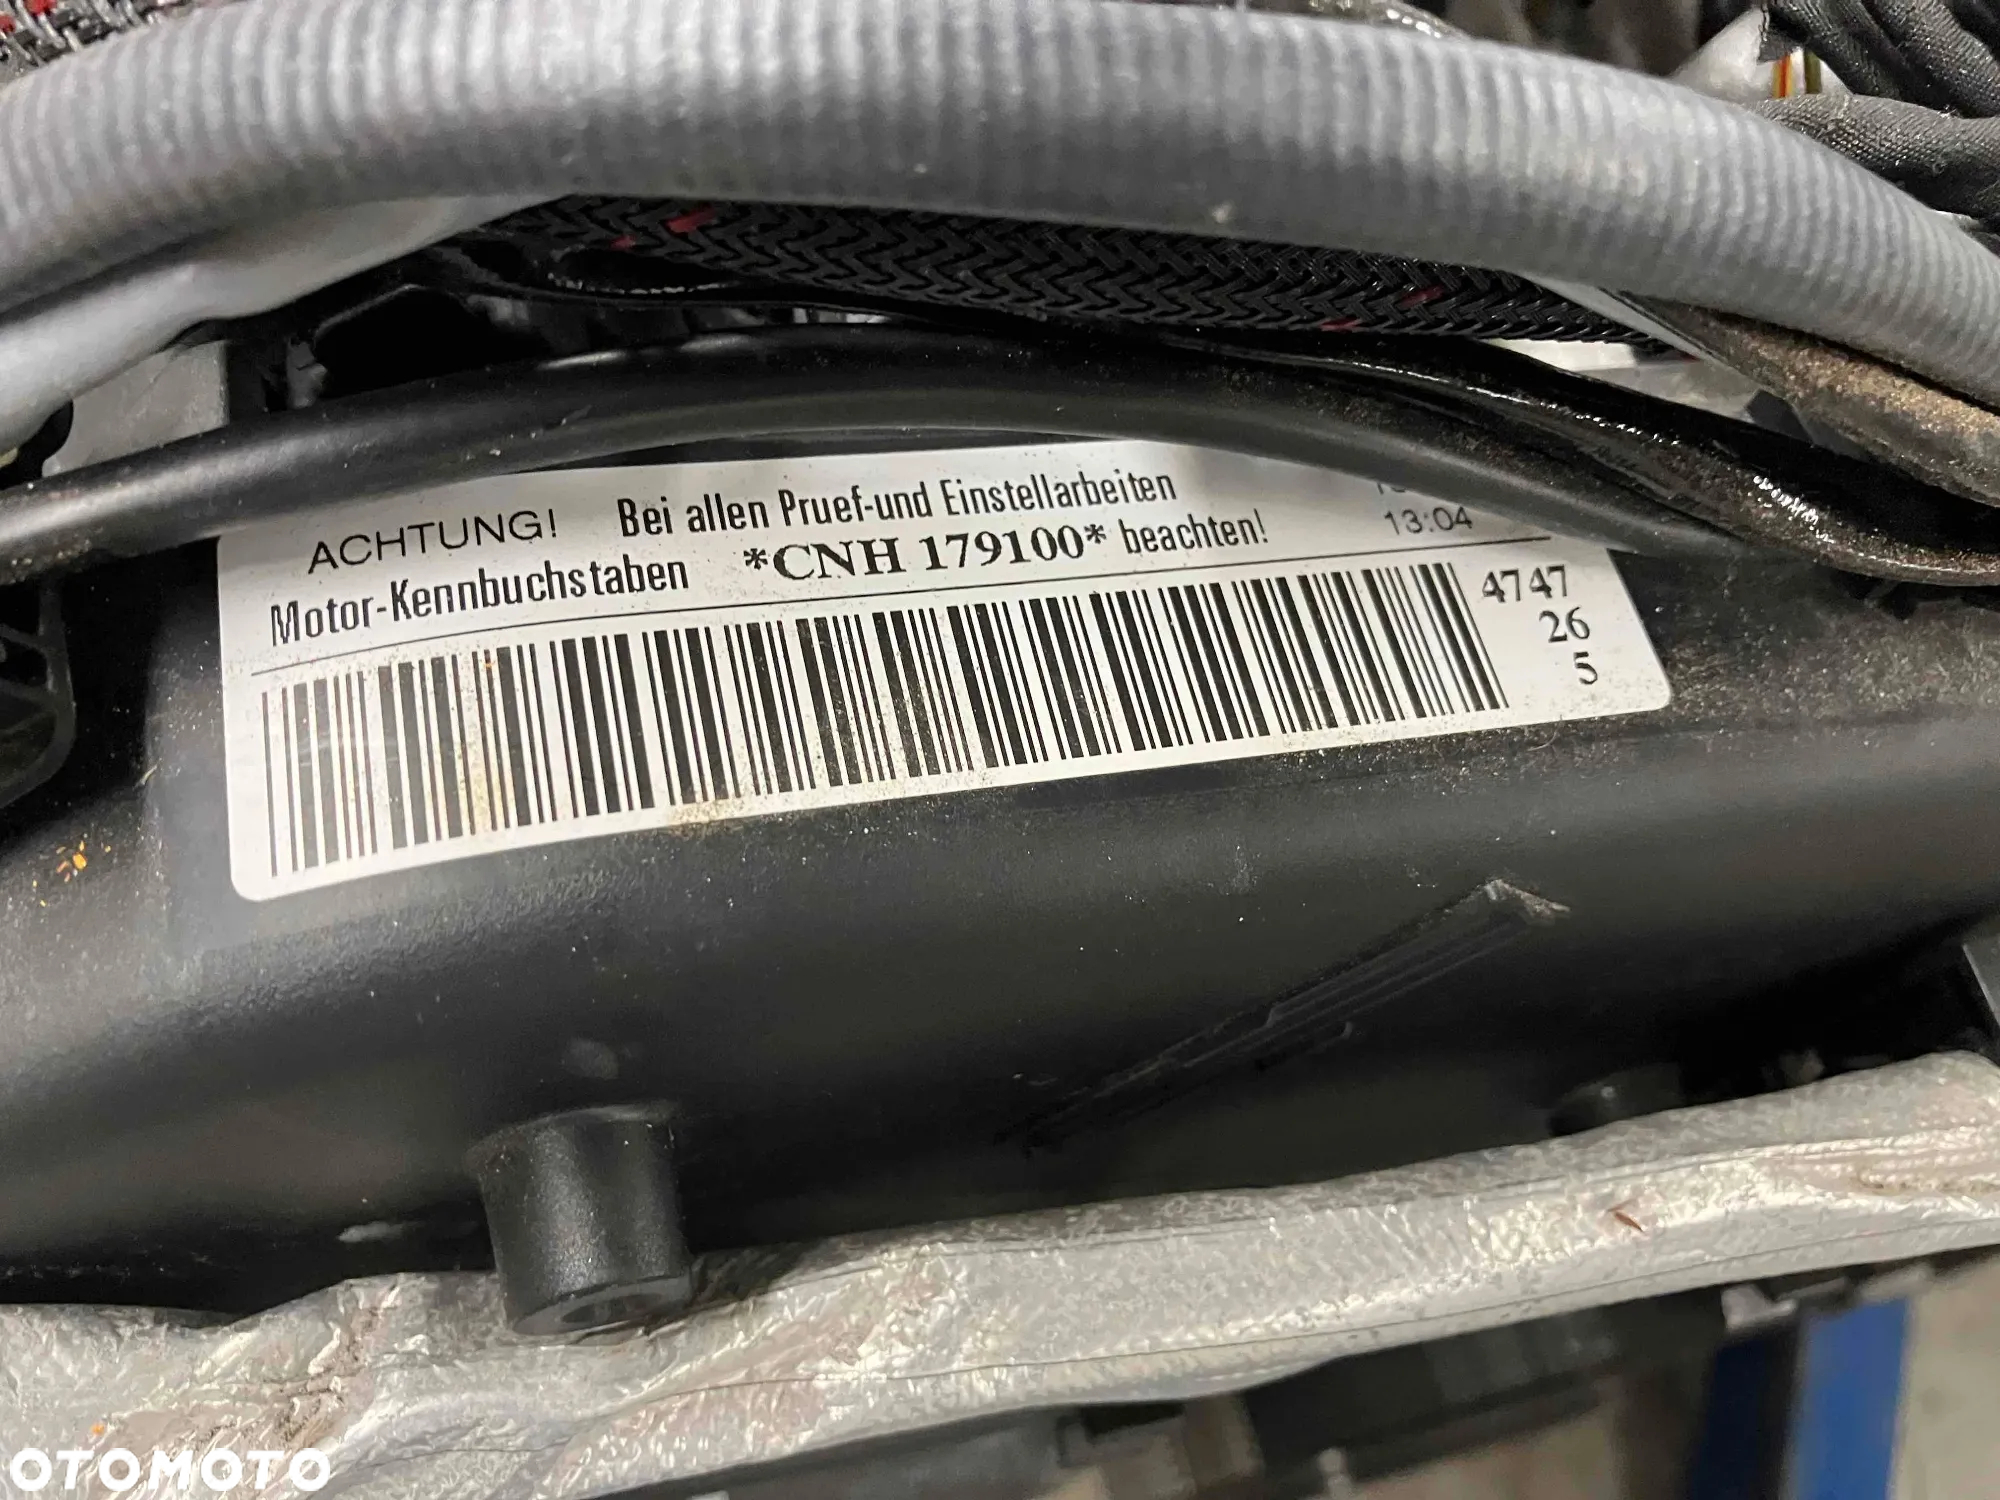 ACHTUNG! Bei allen Pruef-und Einstellarbeiten
Motor-Kennbuchstaben *CNH 179100* beachten!
13:04
4747
26
5
OTOMOTO